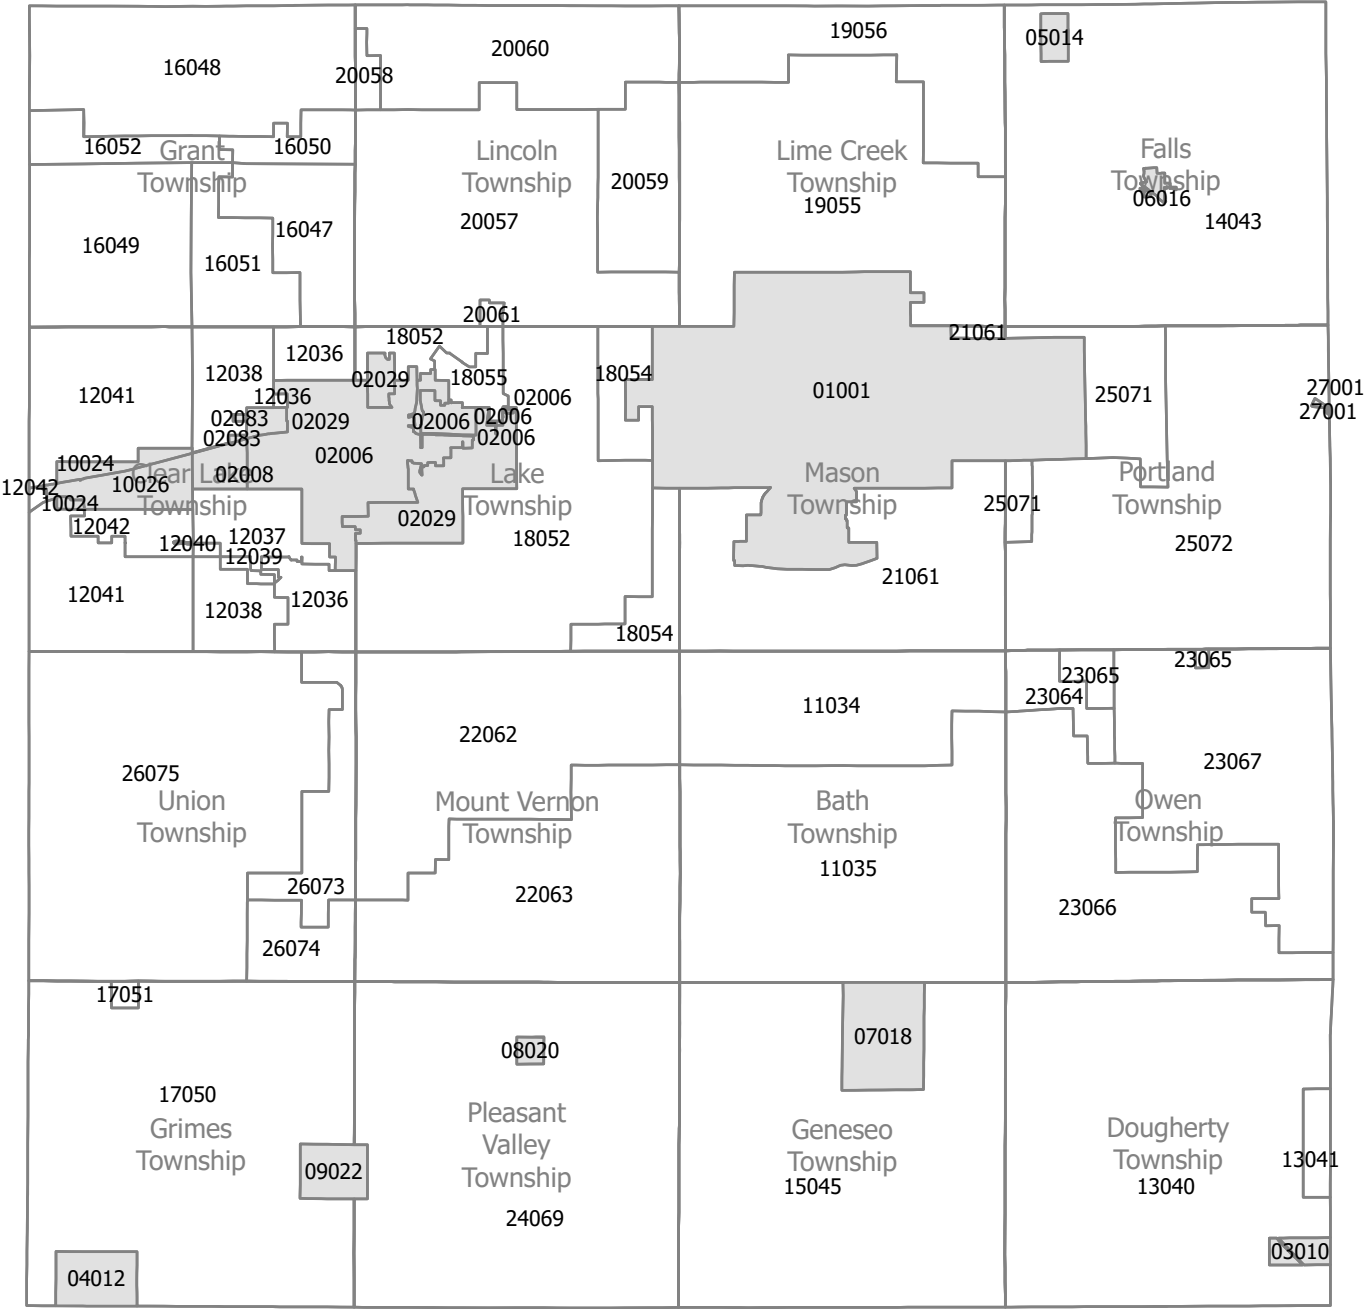 19056
05014
20060
16048
20058
16052
16050
Grant
Township
Lincoln
Township
Lime Creek
Township
Falls
Township
20059
06016
19055
14043
20057
16047
16049
16051
20061
21061
18052
12036
12038
02029
18055
18054
27001
12041
12036
02006
01001
25071
27001
02083
02029
02006
02006
02083
02006
02006
10024
Clear Lake
Township
02008
10026
12042
Lake
Township
Mason
Township
Portland
Township
10024
25071
12042
02029
12037
12040
12039
18052
25072
21061
12041
12038
12036
18054
23065
23065
23064
11034
22062
23067
26075
Union
Township
Mount Vernon
Township
Bath
Township
Owen
Township
11035
26073
22063
23066
26074
17051
07018
08020
17050
Grimes
Township
Pleasant
Valley
Township
Geneseo
Township
Dougherty
Township
13041
09022
15045
13040
24069
03010
04012